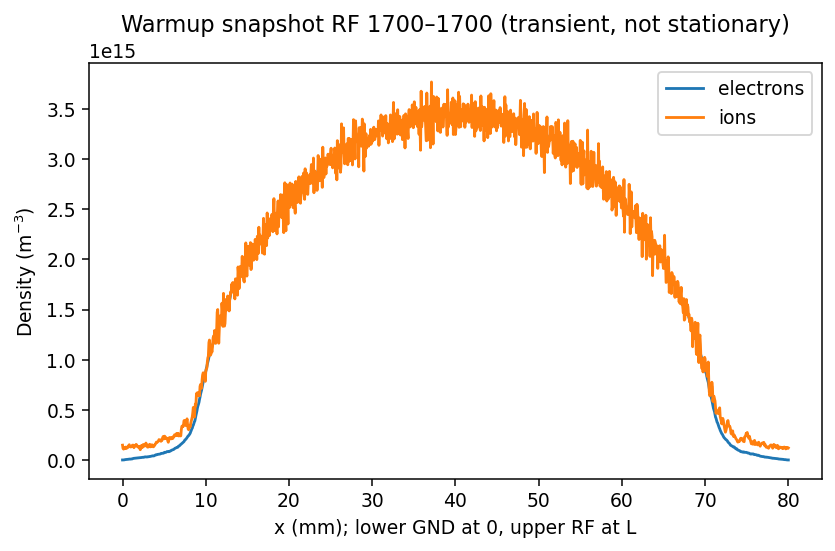 Warmup snapshot RF 1700–1700 (transient, not stationary)
1e15
electrons
ions
3.5
3.0
2.5
2.0
1.5
1.0
0.5
0.0
Density (m⁻³)
0 10 20 30 40 50 60 70 80
x (mm); lower GND at 0, upper RF at L